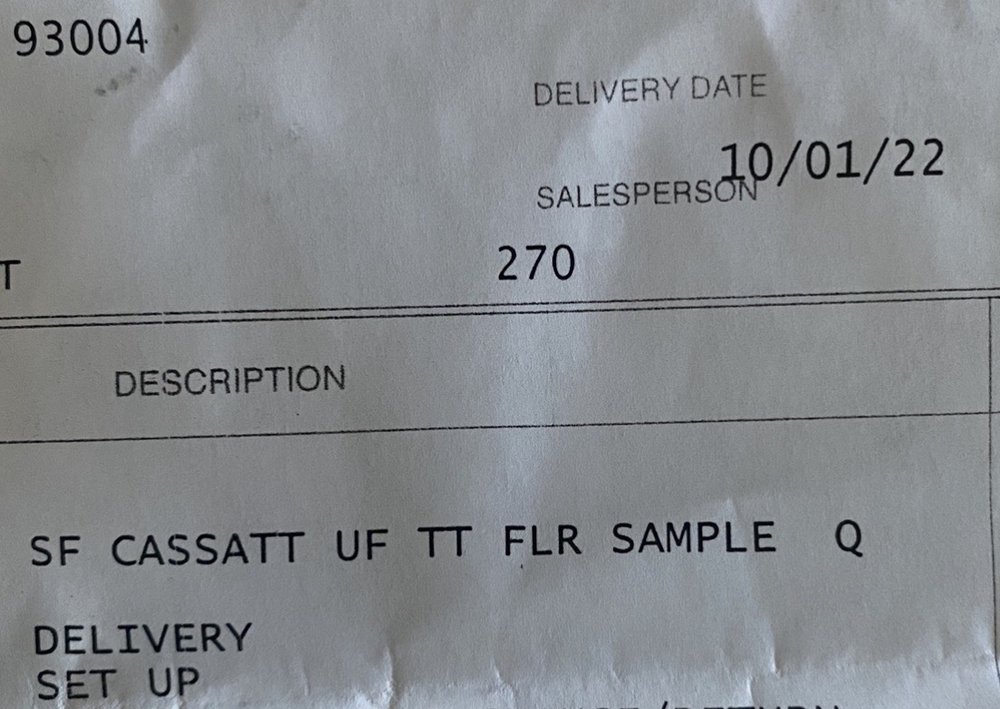 93004
DELIVERY DATE
10/01/22
SALESPERSON
T 270
DESCRIPTION
SF CASSATT UF TT FLR SAMPLE Q
DELIVERY
SET UP